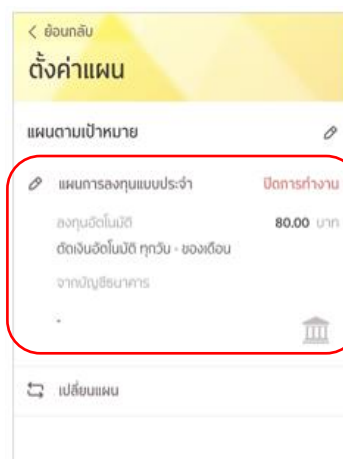 ย้อนกลับ
ตั้งค่าแผน
แผนตามเป้าหมาย
แผนการลงทุนแบบประจำ ปิดการทำงาน
ลงทุนอัตโนมัติ 80.00 บาท
ตัดเงินอัตโนมัติ ทุกวัน - ของเดือน
จากบัญชีธนาคาร
-
เปลี่ยนแผน